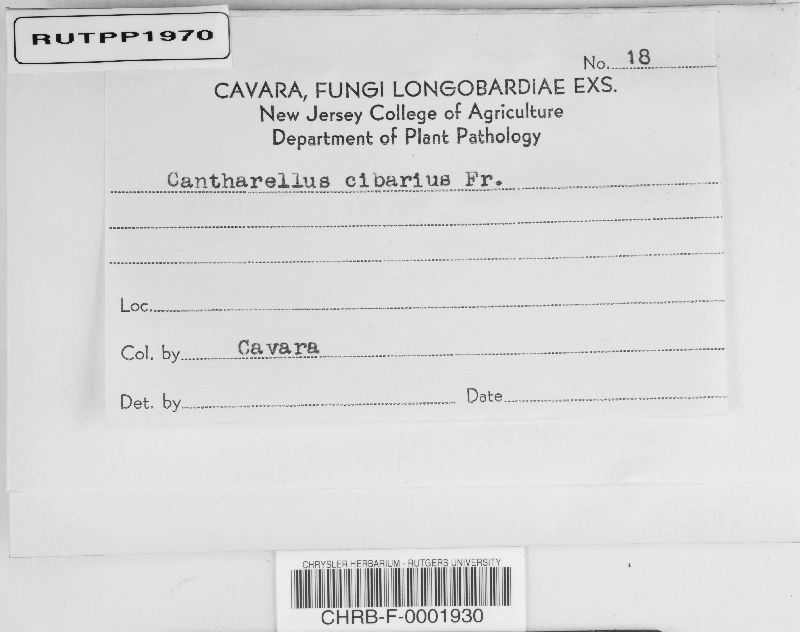 RUTPP1970
No. 18
CAVARA, FUNGI LONGOBARDIAE EXS.
New Jersey College of Agriculture
Department of Plant Pathology
Cantharellus cibarius Fr.
Loc.
Col. by Cavara
Det. by Date
CHRYSLER HERBARIUM - RUTGERS UNIVERSITY
CHRB-F-0001930